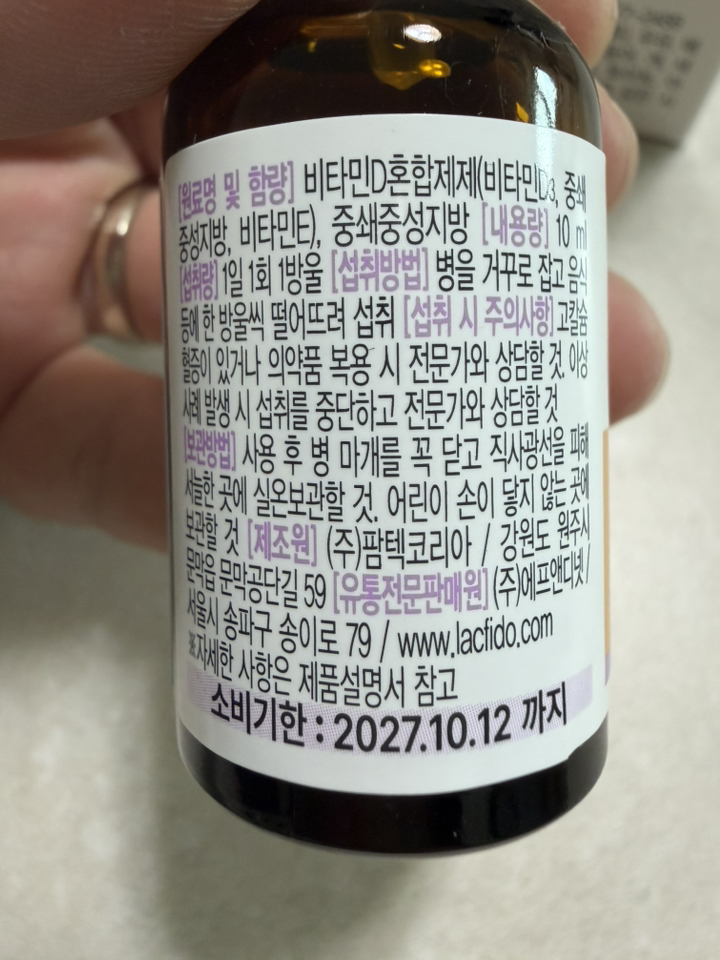 [원료명 및 함량] 비타민D혼합제제(비타민D3, 중쇄
중성지방, 비타민E), 중쇄중성지방 [내용량] 10 ml
[섭취량] 1일 1회 1방울 [섭취방법] 병을 거꾸로 잡고 음식
등에 한 방울씩 떨어뜨려 섭취 [섭취 시 주의사항] 고칼슘
혈증이 있거나 의약품 복용 시 전문가와 상담할 것. 이상
사례 발생 시 섭취를 중단하고 전문가와 상담할 것
[보관방법] 사용 후 병 마개를 꼭 닫고 직사광선을 피해
서늘한 곳에 실온보관할 것. 어린이 손이 닿지 않는 곳에
보관할 것 [제조원] (주)팜텍코리아 / 강원도 원주시
문막읍 문막공단길 59 [유통전문판매원] (주)에프앤디넷 /
서울시 송파구 송이로 79 / www.lacfido.com
※자세한 사항은 제품설명서 참고
소비기한 : 2027.10.12 까지